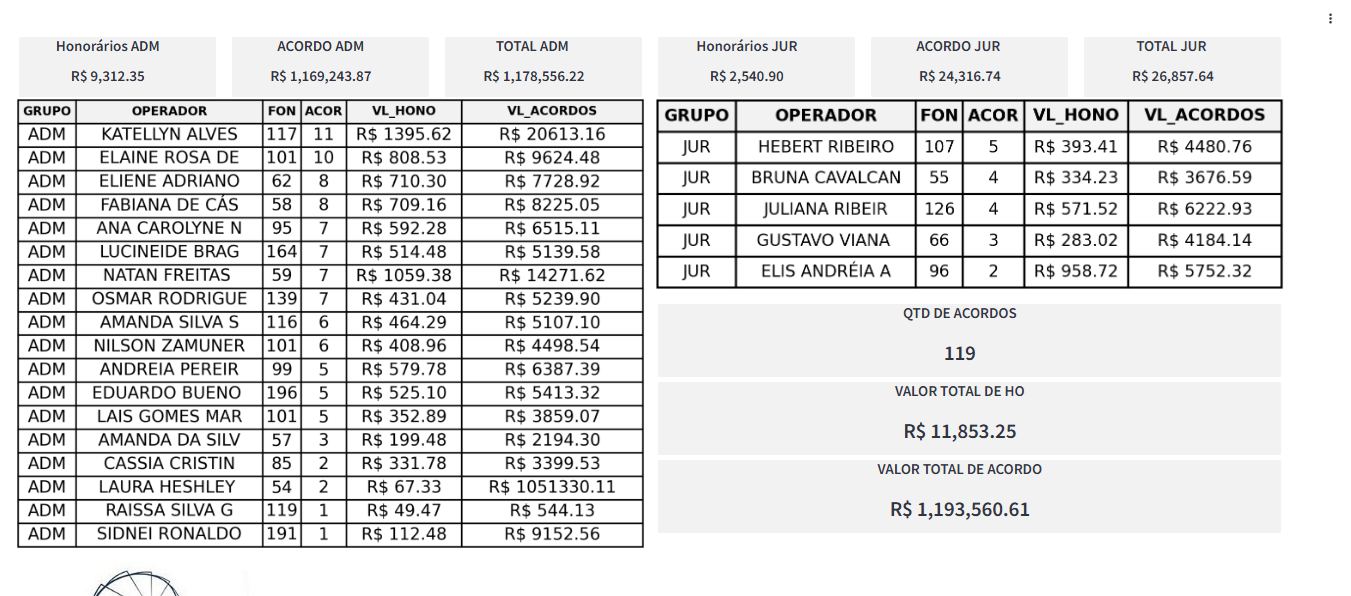 Honorários ADM
R$ 9,312.35
ACORDO ADM
R$ 1,169,243.87
TOTAL ADM
R$ 1,178,556.22
Honorários JUR
R$ 2,540.90
ACORDO JUR
R$ 24,316.74
TOTAL JUR
R$ 26,857.64
GRUPO OPERADOR FON ACOR VL_HONO VL_ACORDOS
ADM KATELLYN ALVES 117 11 R$ 1395.62 R$ 20613.16
ADM ELAINE ROSA DE 101 10 R$ 808.53 R$ 9624.48
ADM ELIENE ADRIANO 62 8 R$ 710.30 R$ 7728.92
ADM FABIANA DE CÁS 58 8 R$ 709.16 R$ 8225.05
ADM ANA CAROLYNE N 95 7 R$ 592.28 R$ 6515.11
ADM LUCINEIDE BRAG 164 7 R$ 514.48 R$ 5139.58
ADM NATAN FREITAS 59 7 R$ 1059.38 R$ 14271.62
ADM OSMAR RODRIGUE 139 7 R$ 431.04 R$ 5239.90
ADM AMANDA SILVA S 116 6 R$ 464.29 R$ 5107.10
ADM NILSON ZAMUNER 101 6 R$ 408.96 R$ 4498.54
ADM ANDREIA PEREIR 99 5 R$ 579.78 R$ 6387.39
ADM EDUARDO BUENO 196 5 R$ 525.10 R$ 5413.32
ADM LAIS GOMES MAR 101 5 R$ 352.89 R$ 3859.07
ADM AMANDA DA SILV 57 3 R$ 199.48 R$ 2194.30
ADM CASSIA CRISTIN 85 2 R$ 331.78 R$ 3399.53
ADM LAURA HESHLEY 54 2 R$ 67.33 R$ 1051330.11
ADM RAISSA SILVA G 119 1 R$ 49.47 R$ 544.13
ADM SIDNEI RONALDO 191 1 R$ 112.48 R$ 9152.56
GRUPO OPERADOR FON ACOR VL_HONO VL_ACORDOS
JUR HEBERT RIBEIRO 107 5 R$ 393.41 R$ 4480.76
JUR BRUNA CAVALCAN 55 4 R$ 334.23 R$ 3676.59
JUR JULIANA RIBEIR 126 4 R$ 571.52 R$ 6222.93
JUR GUSTAVO VIANA 66 3 R$ 283.02 R$ 4184.14
JUR ELIS ANDRÉIA A 96 2 R$ 958.72 R$ 5752.32
QTD DE ACORDOS
119
VALOR TOTAL DE HO
R$ 11,853.25
VALOR TOTAL DE ACORDO
R$ 1,193,560.61